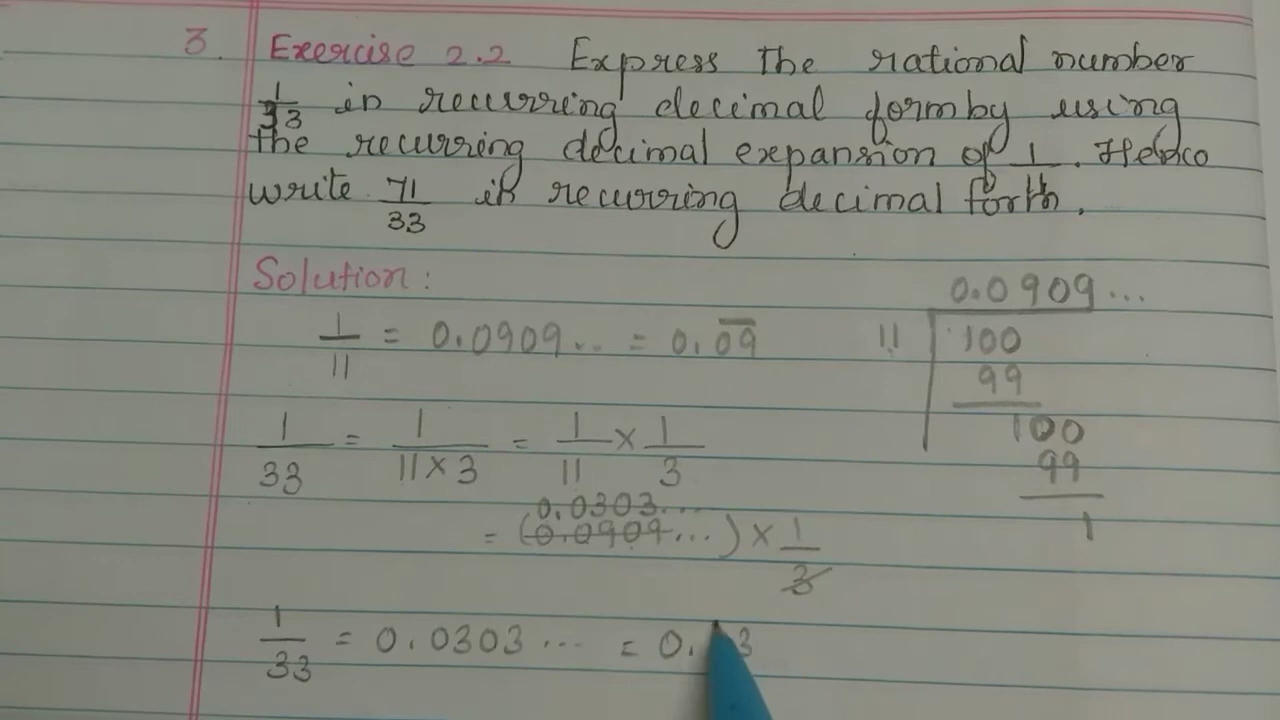 3. Exercise 2.2 Express the rational number
1/33 in recurring decimal form by using
the recurring decimal expansion of 1/. Hence
write 71/33 in recurring decimal form.
Solution:
0.0909...
1/11 = 0.0909.. = 0.0̅9̅
11 100
99
100
99
1
1/33 = 1/11×3 = 1/11 × 1/3
0.0303...
= (0.0909...) × 1/3
1/33 = 0.0303... = 0. 3